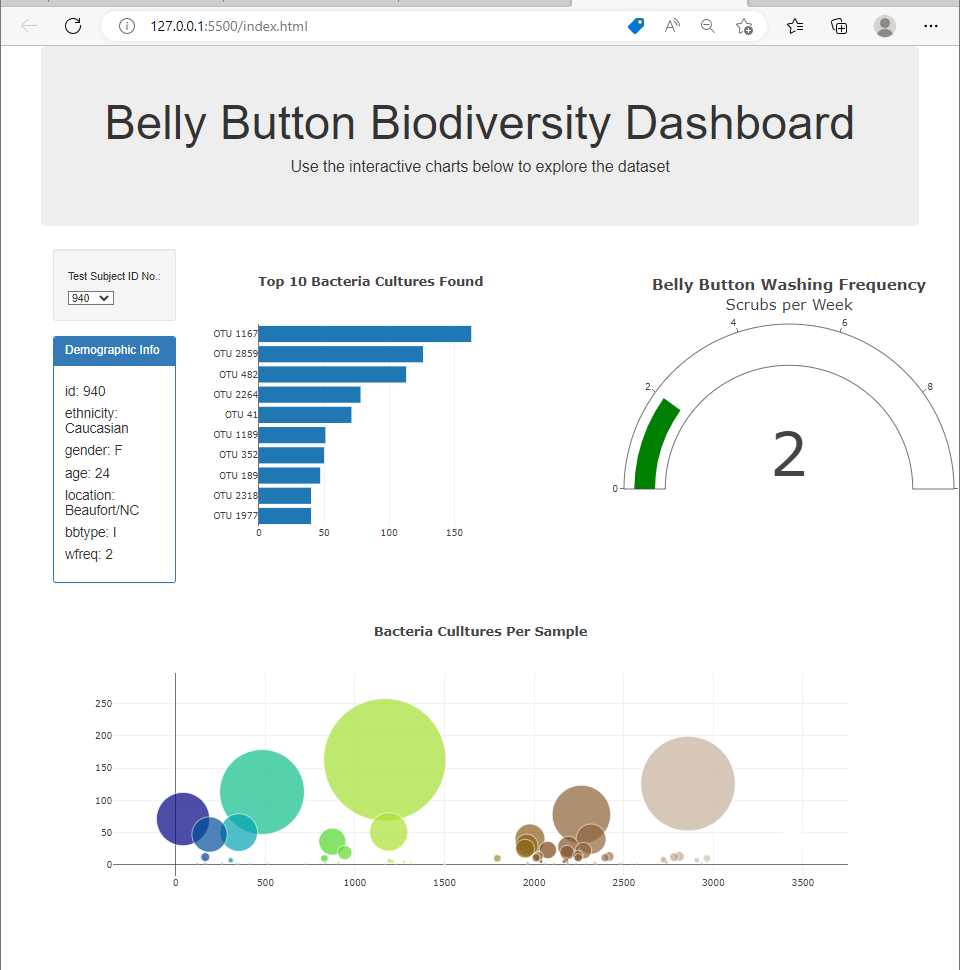 127.0.0.1:5500/index.html
Belly Button Biodiversity Dashboard
Use the interactive charts below to explore the dataset
Test Subject ID No.:
940
Demographic Info
id: 940
ethnicity:
Caucasian
gender: F
age: 24
location:
Beaufort/NC
bbtype: I
wfreq: 2
Top 10 Bacteria Cultures Found
OTU 1167
OTU 2859
OTU 482
OTU 2264
OTU 41
OTU 1189
OTU 352
OTU 189
OTU 2318
OTU 1977
0 50 100 150
Belly Button Washing Frequency
Scrubs per Week
4 6
2 8
2
0
Bacteria Culltures Per Sample
250
200
150
100
50
0
0 500 1000 1500 2000 2500 3000 3500